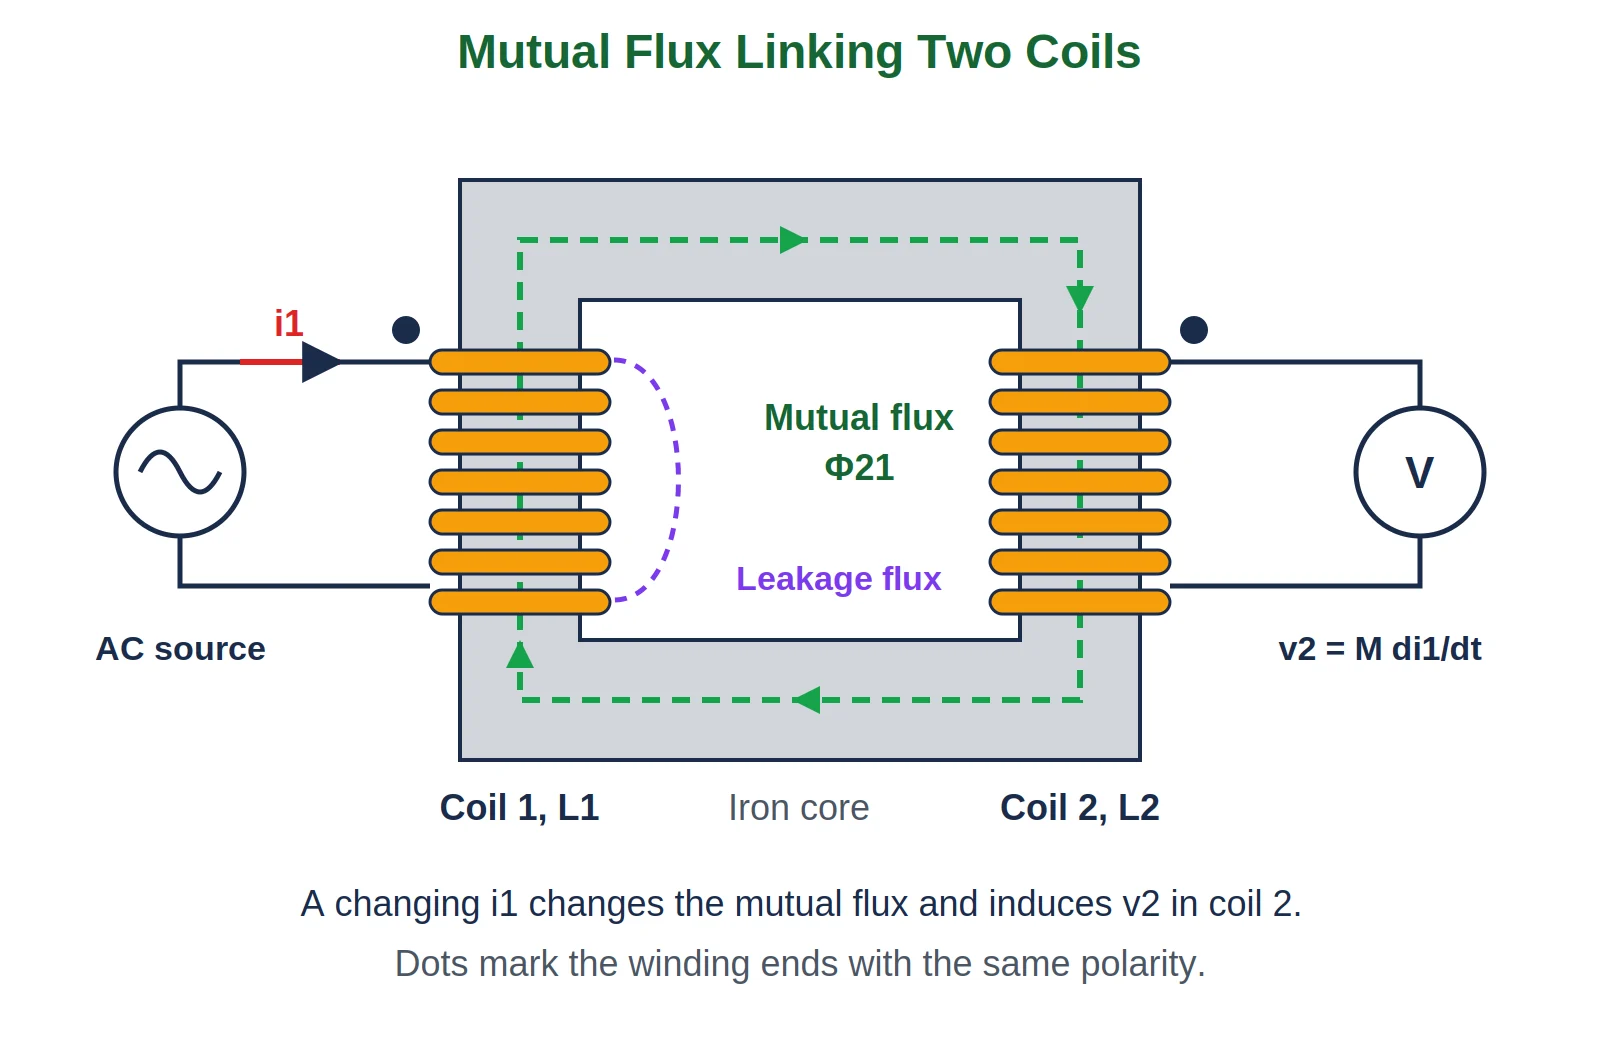 Mutual Flux Linking Two Coils
i1
Mutual flux
Φ21
V
Leakage flux
AC source
v2 = M di1/dt
Coil 1, L1
Iron core
Coil 2, L2
A changing i1 changes the mutual flux and induces v2 in coil 2.
Dots mark the winding ends with the same polarity.